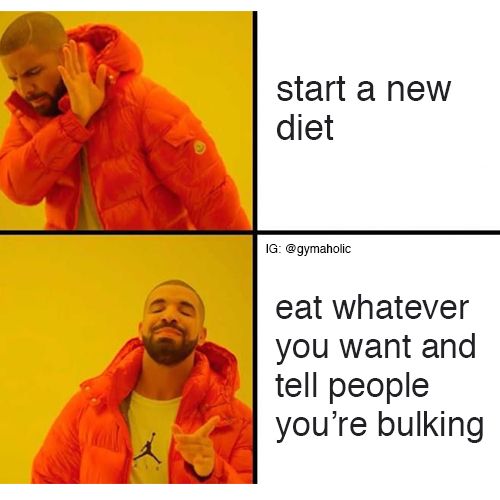 start a new
diet
IG: @gymaholic
eat whatever
you want and
tell people
you’re bulking